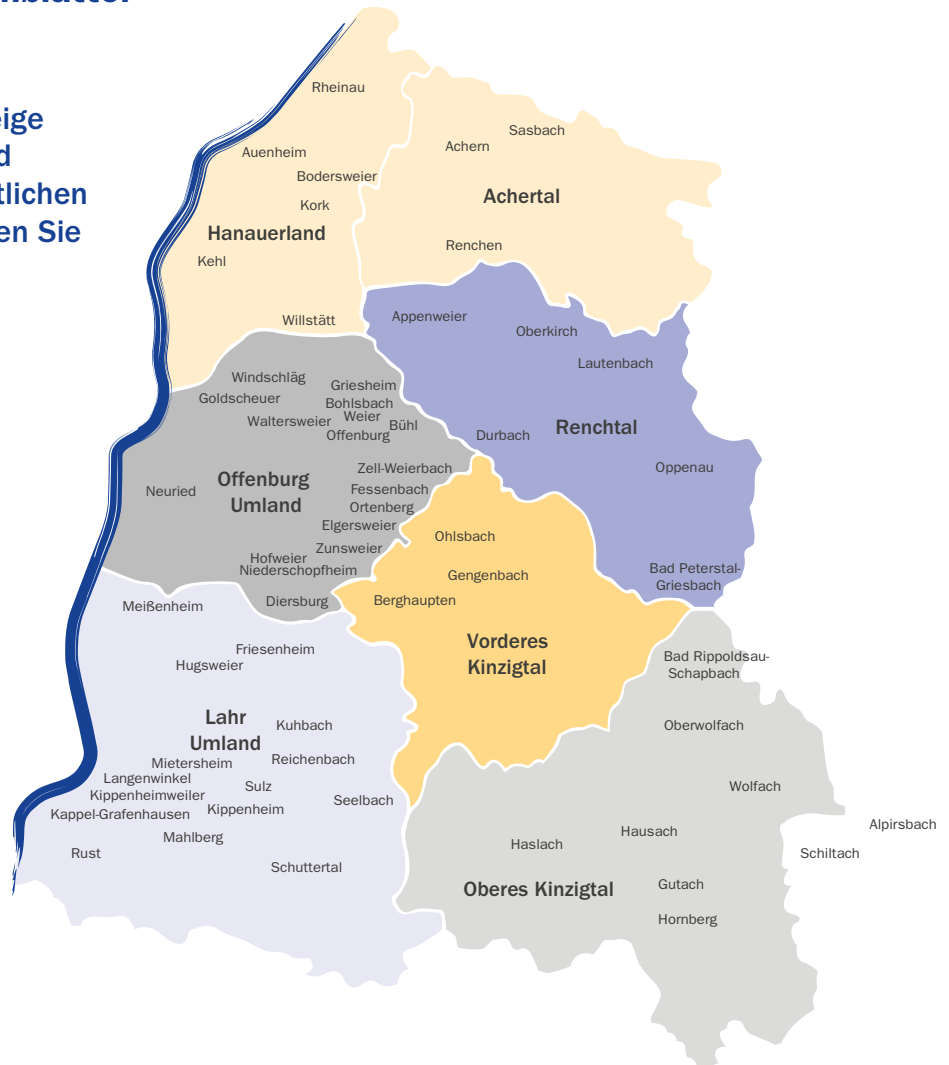 eige
d
tlichen
en Sie
Rheinau
Sasbach
Achern
Auenheim
Bodersweier
Achertal
Kork
Hanauerland
Renchen
Kehl
Appenweier
Willstätt
Oberkirch
Lautenbach
Windschläg
Griesheim
Goldscheuer
Bohlsbach
Weier
Waltersweier
Bühl
Offenburg
Durbach
Renchtal
Zell-Weierbach
Oppenau
Offenburg
Umland
Neuried
Fessenbach
Ortenberg
Elgersweier
Ohlsbach
Zunsweier
Hofweier
Niederschopfheim
Gengenbach
Bad Peterstal-
Griesbach
Diersburg
Berghaupten
Meißenheim
Vorderes
Kinzigtal
Friesenheim
Hugsweier
Bad Rippoldsau-
Schapbach
Lahr
Umland
Kuhbach
Oberwolfach
Mietersheim
Reichenbach
Langenwinkel
Sulz
Wolfach
Kippenheimweiler
Seelbach
Kippenheim
Kappel-Grafenhausen
Alpirsbach
Mahlberg
Hausach
Haslach
Rust
Schiltach
Schuttertal
Oberes Kinzigtal
Gutach
Hornberg